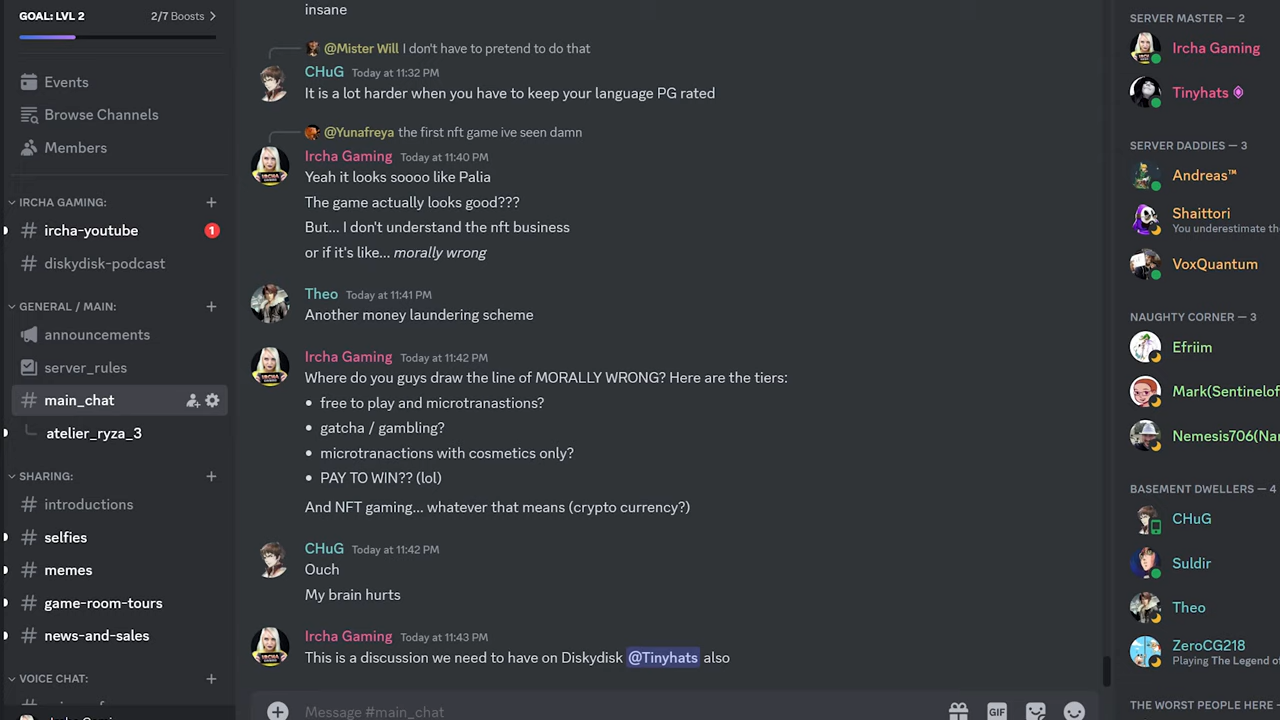 GOAL: LVL 2 2/7 Boosts >
Events
Browse Channels
Members
IRCHA GAMING: +
# ircha-youtube 1
# diskydisk-podcast
GENERAL / MAIN: +
announcements
server_rules
# main_chat
atelier_ryza_3
SHARING: +
# introductions
# selfies
# memes
# game-room-tours
# news-and-sales
VOICE CHAT: +
insane
@Mister Will I don't have to pretend to do that
CHuG Today at 11:32 PM
It is a lot harder when you have to keep your language PG rated
@Yunafreya the first nft game ive seen damn
Ircha Gaming Today at 11:40 PM
Yeah it looks soooo like Palia
The game actually looks good???
But... I don't understand the nft business
or if it's like... morally wrong
Theo Today at 11:41 PM
Another money laundering scheme
Ircha Gaming Today at 11:42 PM
Where do you guys draw the line of MORALLY WRONG? Here are the tiers:
• free to play and microtranastions?
• gatcha / gambling?
• microtranactions with cosmetics only?
• PAY TO WIN?? (lol)
And NFT gaming... whatever that means (crypto currency?)
CHuG Today at 11:42 PM
Ouch
My brain hurts
Ircha Gaming Today at 11:43 PM
This is a discussion we need to have on Diskydisk @Tinyhats also
Message #main_chat
GIF
SERVER MASTER — 2
Ircha Gaming
Tinyhats
SERVER DADDIES — 3
Andreas™
Shaittori
You underestimate the
VoxQuantum
NAUGHTY CORNER — 3
Efriim
Mark(Sentinelof
Nemesis706(Na
BASEMENT DWELLERS — 4
CHuG
Suldir
Theo
ZeroCG218
Playing The Legend o
THE WORST PEOPLE HERE —